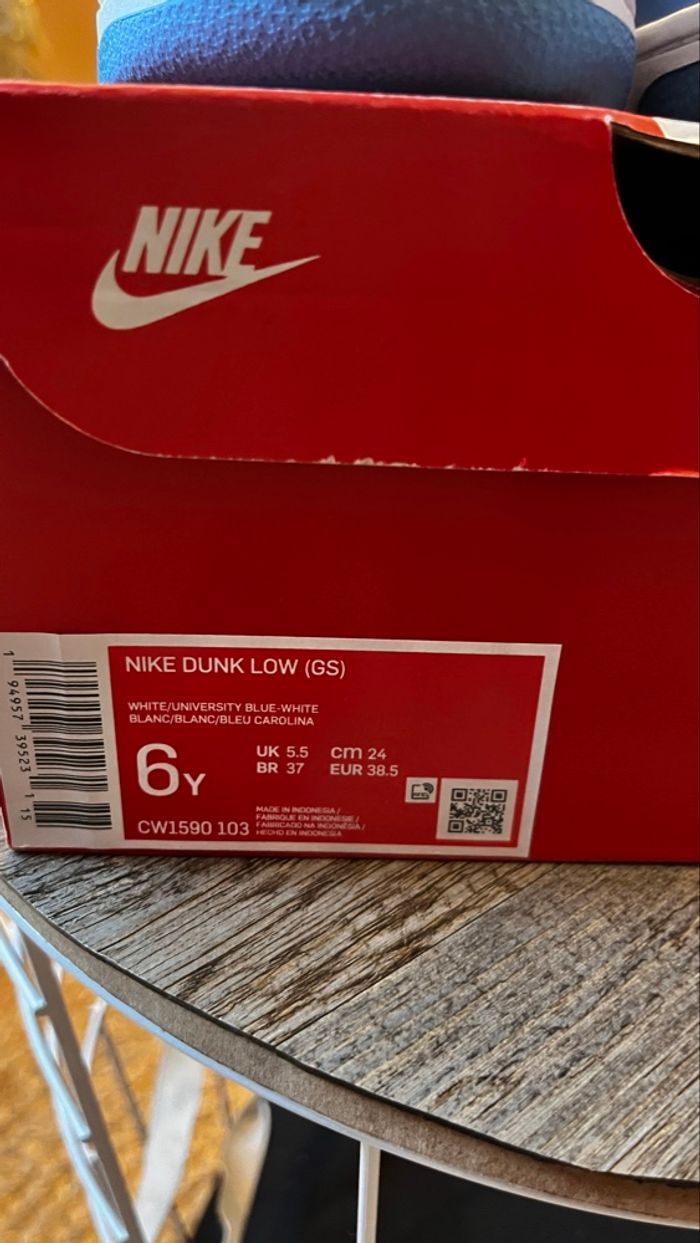 NIKE
NIKE DUNK LOW (GS)
WHITE/UNIVERSITY BLUE-WHITE
BLANC/BLANC/BLEU CAROLINA
6Y
UK 5.5 cm 24
BR 37 EUR 38.5
MADE IN INDONESIA /
FABRIQUE EN INDONESIE /
FABRICADO NA INDONÉSIA /
HECHO EN INDONESIA
CW1590 103
1 94957 39523 1 15